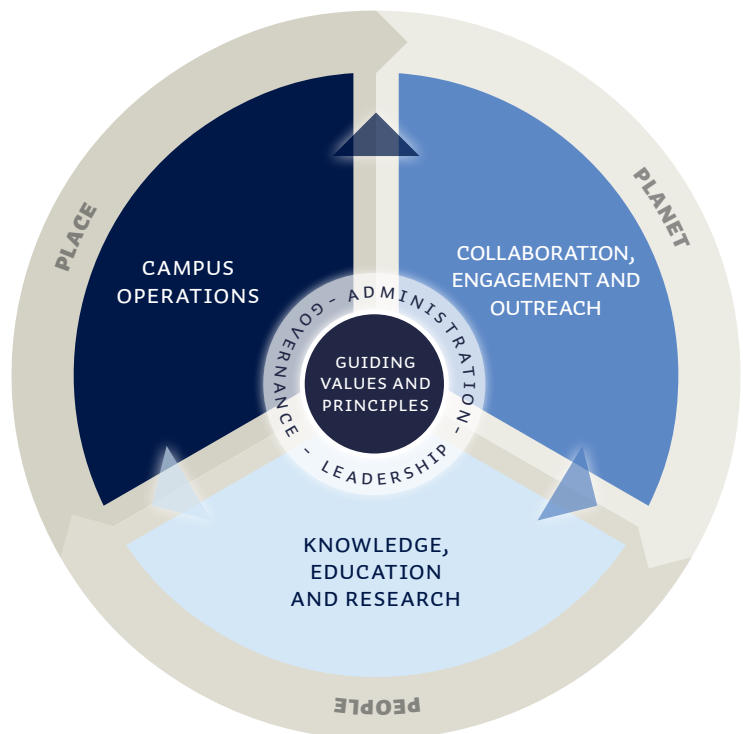 PLACE
PLANET
CAMPUS
OPERATIONS
COLLABORATION,
ENGAGEMENT AND
OUTREACH
GOVERNANCE - ADMINISTRATION - LEADERSHIP -
GUIDING
VALUES AND
PRINCIPLES
KNOWLEDGE,
EDUCATION
AND RESEARCH
PEOPLE